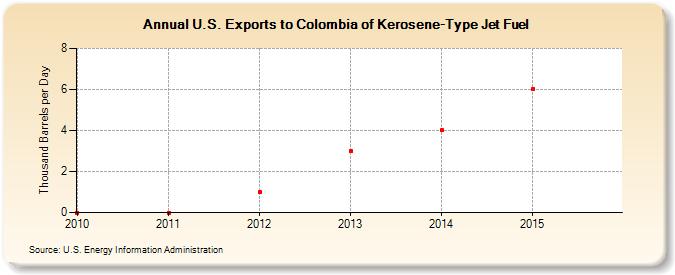 Annual U.S. Exports to Colombia of Kerosene-Type Jet Fuel
Thousand Barrels per Day
8
6
4
2
0
2010 2011 2012 2013 2014 2015
Source: U.S. Energy Information Administration